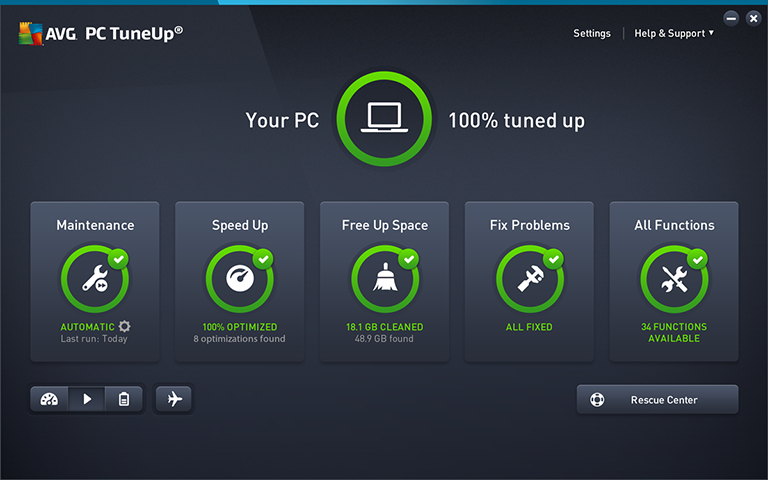 AVG PC TuneUp®
Settings
Help & Support
Your PC
100% tuned up
Maintenance
AUTOMATIC
Last run: Today
Speed Up
100% OPTIMIZED
8 optimizations found
Free Up Space
18.1 GB CLEANED
48.9 GB found
Fix Problems
ALL FIXED
All Functions
34 FUNCTIONS
AVAILABLE
Rescue Center